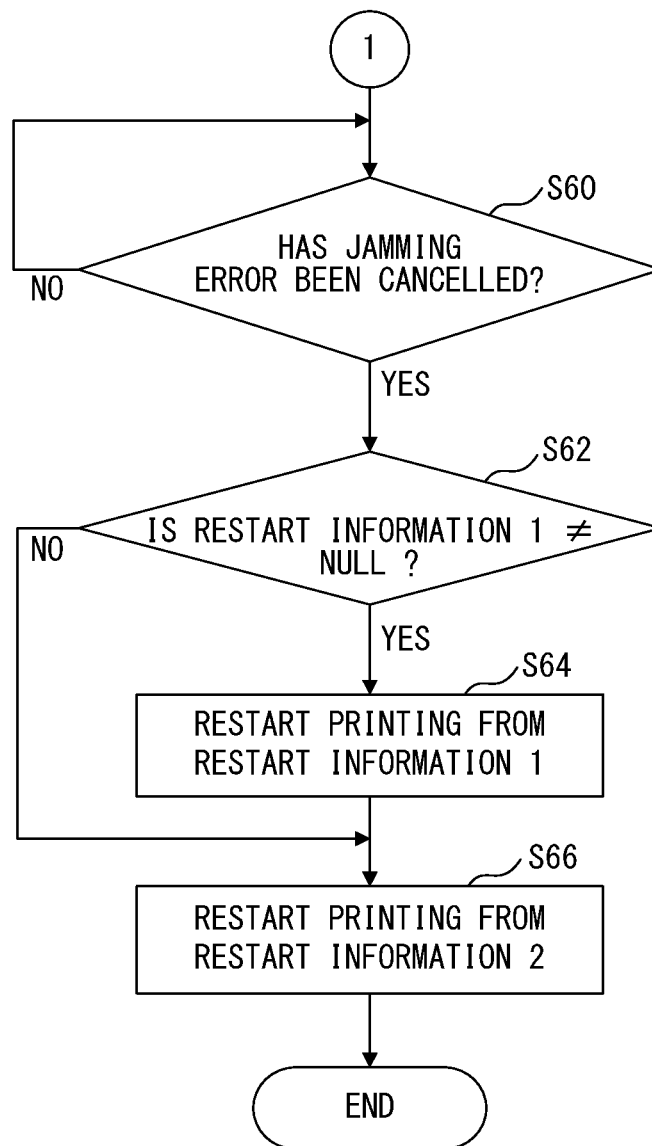 1
S60
HAS JAMMING
ERROR BEEN CANCELLED?
NO
YES
S62
IS RESTART INFORMATION 1 ≠
NULL ?
NO
YES
S64
RESTART PRINTING FROM
RESTART INFORMATION 1
S66
RESTART PRINTING FROM
RESTART INFORMATION 2
END